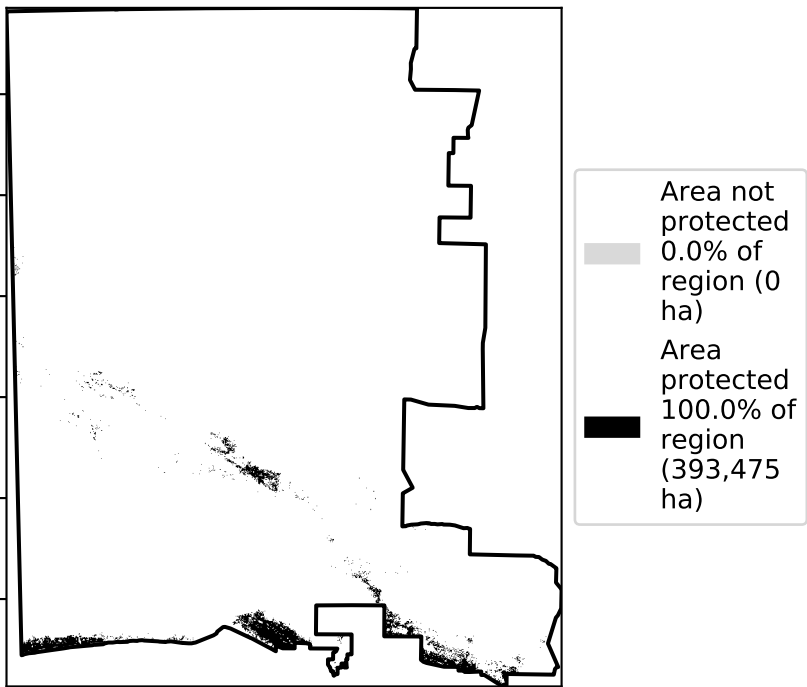 Area not
protected
0.0% of
region (0
ha)
Area
protected
100.0% of
region
(393,475
ha)